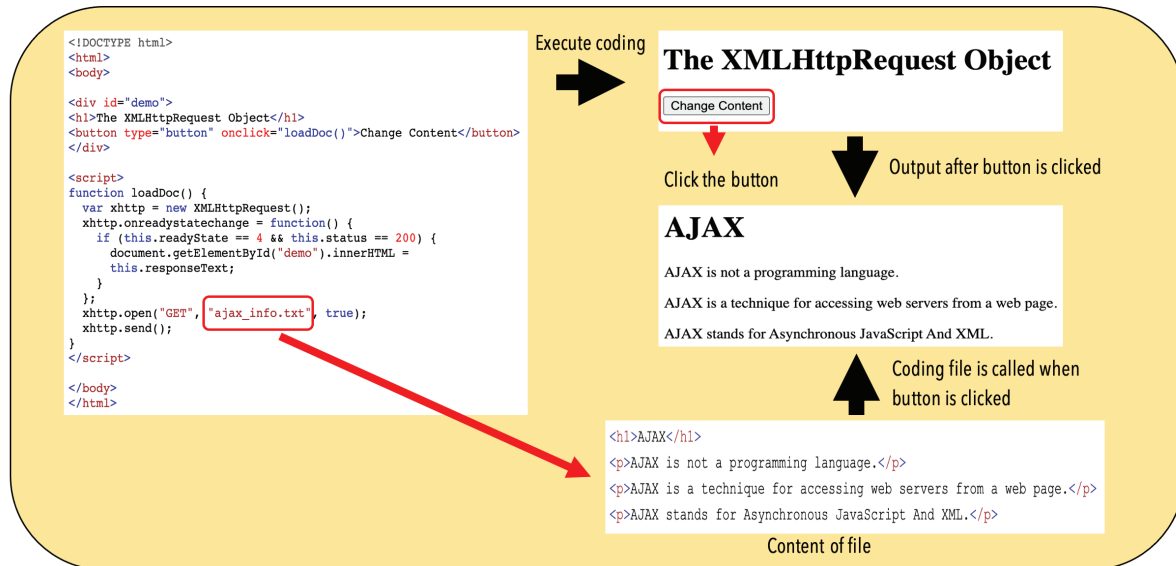 <!DOCTYPE html>
<html>
<body>
<div id="demo">
<h1>The XMLHttpRequest Object</h1>
<button type="button" onclick="loadDoc()">Change Content</button>
</div>
<script>
function loadDoc() {
  var xhttp = new XMLHttpRequest();
  xhttp.onreadystatechange = function() {
    if (this.readyState == 4 && this.status == 200) {
      document.getElementById("demo").innerHTML =
      this.responseText;
    }
  };
  xhttp.open("GET", "ajax_info.txt", true);
  xhttp.send();
}
</script>
</body>
</html>
Execute coding
The XMLHttpRequest Object
Change Content
Click the button
Output after button is clicked
AJAX
AJAX is not a programming language.
AJAX is a technique for accessing web servers from a web page.
AJAX stands for Asynchronous JavaScript And XML.
Coding file is called when
button is clicked
<h1>AJAX</h1>
<p>AJAX is not a programming language.</p>
<p>AJAX is a technique for accessing web servers from a web page.</p>
<p>AJAX stands for Asynchronous JavaScript And XML.</p>
Content of file